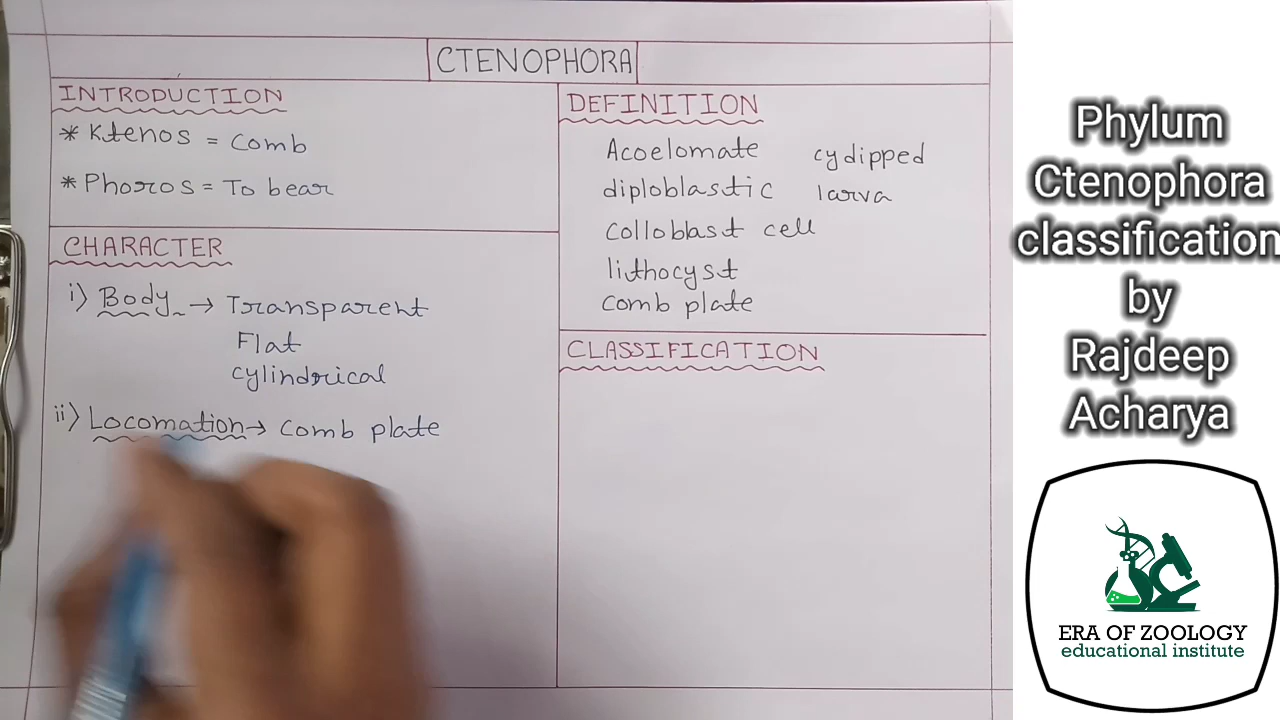 CTENOPHORA
INTRODUCTION
* Ktenos = comb
* Phoros = To bear
CHARACTER
i) Body → Transparent
Flat
cylindrical
ii) Locomation → comb plate
DEFINITION
Acoelomate
diploblastic
colloblast cell
lithocyst
comb plate
cydipped
larva
CLASSIFICATION
Phylum
Ctenophora
classification
by
Rajdeep
Acharya
ERA OF ZOOLOGY
educational institute